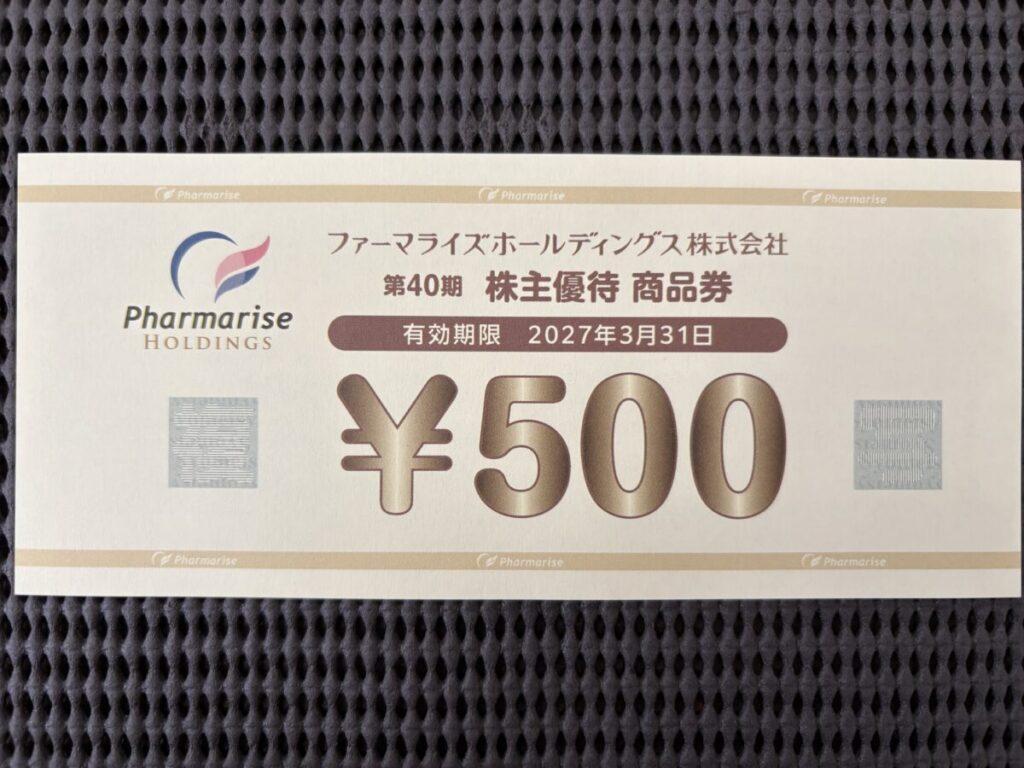 Pharmarise Pharmarise Pharmarise
ファーマライズホールディングス株式会社
第40期 株主優待 商品券
Pharmarise
HOLDINGS
有効期限 2027年3月31日
¥500
Pharmarise Pharmarise Pharmarise